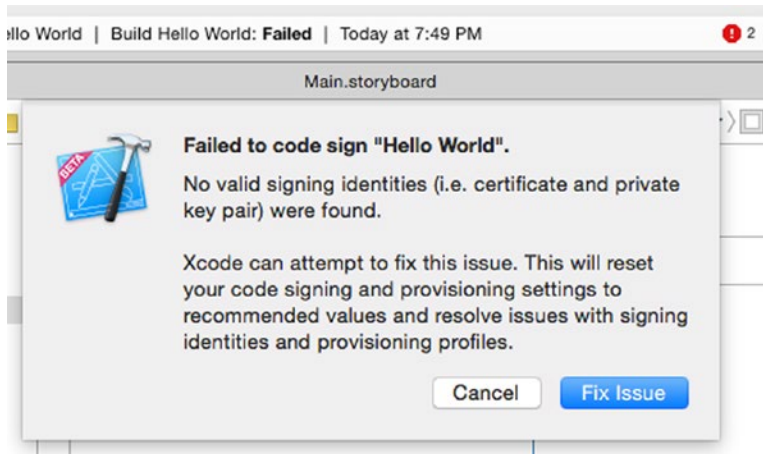 World | Build Hello World: Failed | Today at 7:49 PM 2
Main.storyboard
BETA
Failed to code sign "Hello World".
No valid signing identities (i.e. certificate and private
key pair) were found.
Xcode can attempt to fix this issue. This will reset
your code signing and provisioning settings to
recommended values and resolve issues with signing
identities and provisioning profiles.
Cancel Fix Issue